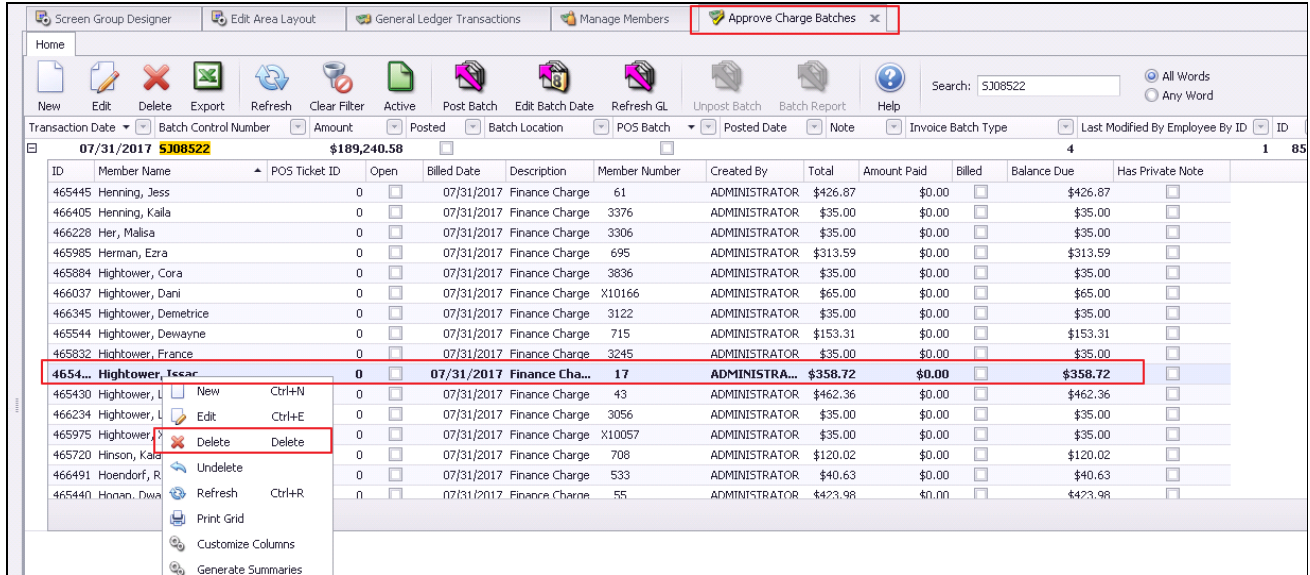 Screen Group Designer Edit Area Layout General Ledger Transactions Manage Members Approve Charge Batches
Home
New Edit Delete Export Refresh Clear Filter Active Post Batch Edit Batch Date Refresh GL Unpost Batch Batch Report Help Search: SJ08522 All Words
Any Word
Transaction Date Batch Control Number Amount Posted Batch Location POS Batch Posted Date Note Invoice Batch Type Last Modified By Employee By ID ID
07/31/2017 SJ08522 $189,240.58 4 1 85
ID Member Name POS Ticket ID Open Billed Date Description Member Number Created By Total Amount Paid Billed Balance Due Has Private Note
465445 Henning, Jess 0 07/31/2017 Finance Charge 61 ADMINISTRATOR $426.87 $0.00 $426.87
466405 Henning, Kaila 0 07/31/2017 Finance Charge 3376 ADMINISTRATOR $35.00 $0.00 $35.00
466228 Her, Malisa 0 07/31/2017 Finance Charge 3306 ADMINISTRATOR $35.00 $0.00 $35.00
465985 Herman, Ezra 0 07/31/2017 Finance Charge 695 ADMINISTRATOR $313.59 $0.00 $313.59
465884 Hightower, Cora 0 07/31/2017 Finance Charge 3836 ADMINISTRATOR $35.00 $0.00 $35.00
466037 Hightower, Dani 0 07/31/2017 Finance Charge X10166 ADMINISTRATOR $65.00 $0.00 $65.00
466345 Hightower, Demetrice 0 07/31/2017 Finance Charge 3122 ADMINISTRATOR $35.00 $0.00 $35.00
465544 Hightower, Dewayne 0 07/31/2017 Finance Charge 715 ADMINISTRATOR $153.31 $0.00 $153.31
465832 Hightower, France 0 07/31/2017 Finance Charge 3245 ADMINISTRATOR $35.00 $0.00 $35.00
4654... Hightower, Issac 0 07/31/2017 Finance Cha... 17 ADMINISTRA... $358.72 $0.00 $358.72
465430 Hightower, L 0 07/31/2017 Finance Charge 43 ADMINISTRATOR $462.36 $0.00 $462.36
466234 Hightower, L 0 07/31/2017 Finance Charge 3056 ADMINISTRATOR $35.00 $0.00 $35.00
465975 Hightower, X 0 07/31/2017 Finance Charge X10057 ADMINISTRATOR $35.00 $0.00 $35.00
465720 Hinson, Kala 0 07/31/2017 Finance Charge 708 ADMINISTRATOR $120.02 $0.00 $120.02
466491 Hoendorf, R 0 07/31/2017 Finance Charge 533 ADMINISTRATOR $40.63 $0.00 $40.63
465440 Hogan, Dwa 0 07/31/2017 Finance Charge 55 ADMINISTRATOR $423.98 $0.00 $423.98
New Ctrl+N
Edit Ctrl+E
Delete Delete
Undelete
Refresh Ctrl+R
Print Grid
Customize Columns
Generate Summaries